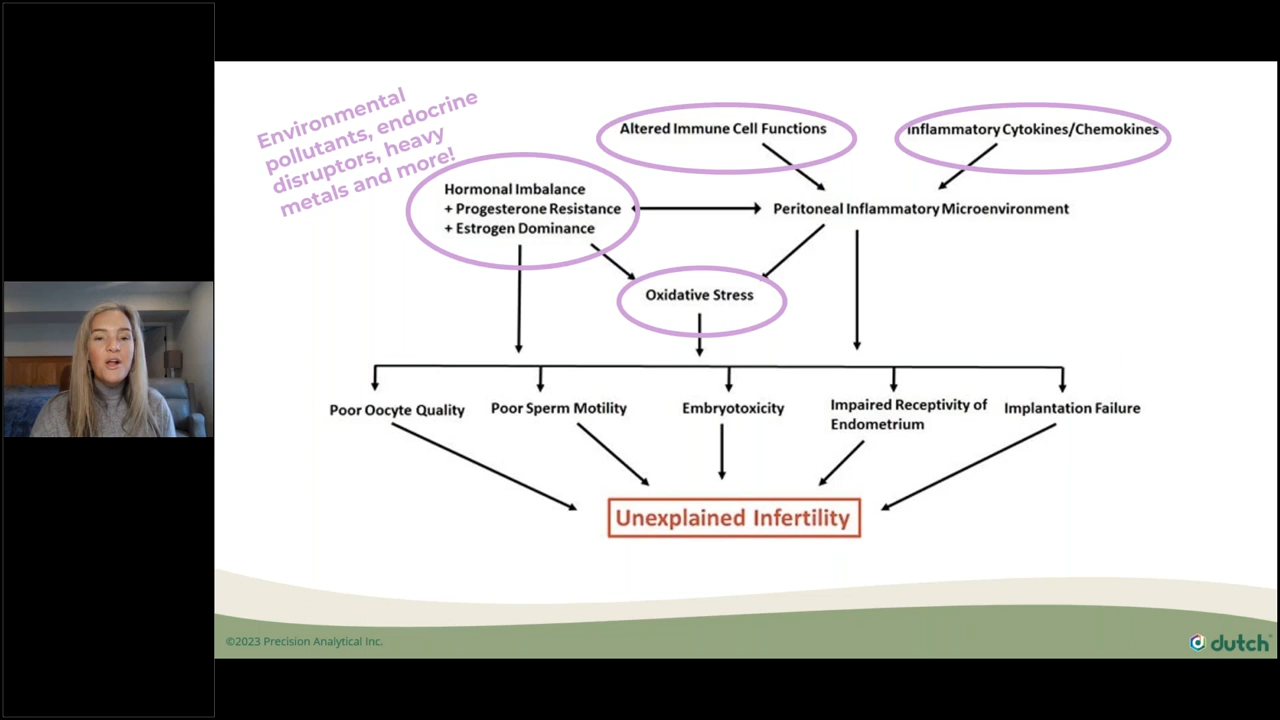 Environmental
pollutants, endocrine
disruptors, heavy
metals and more!
Altered Immune Cell Functions
Inflammatory Cytokines/Chemokines
Hormonal Imbalance
+ Progesterone Resistance
+ Estrogen Dominance
Peritoneal Inflammatory Microenvironment
Oxidative Stress
Poor Oocyte Quality
Poor Sperm Motility
Embryotoxicity
Impaired Receptivity of
Endometrium
Implantation Failure
Unexplained Infertility
©2023 Precision Analytical Inc.
dutch